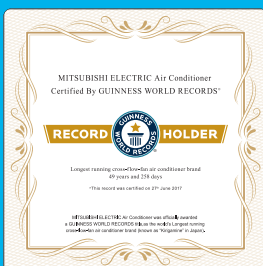 MITSUBISHI ELECTRIC Air Conditioner
Certified By GUINNESS WORLD RECORDS"
RECORD HOLDER
GUINNESS WORLD RECORDS
Longest running cross-flow-fan air conditioner brand
49 years and 258 days
*This record was certified on 27th June 2017
MITSUBISHI ELECTRIC Air Conditioner was officially awarded
a GUINNESS WORLD RECORDS title as the world's Longest running
cross-flow-fan air conditioner brand (known as "Kirigamine" in Japan).